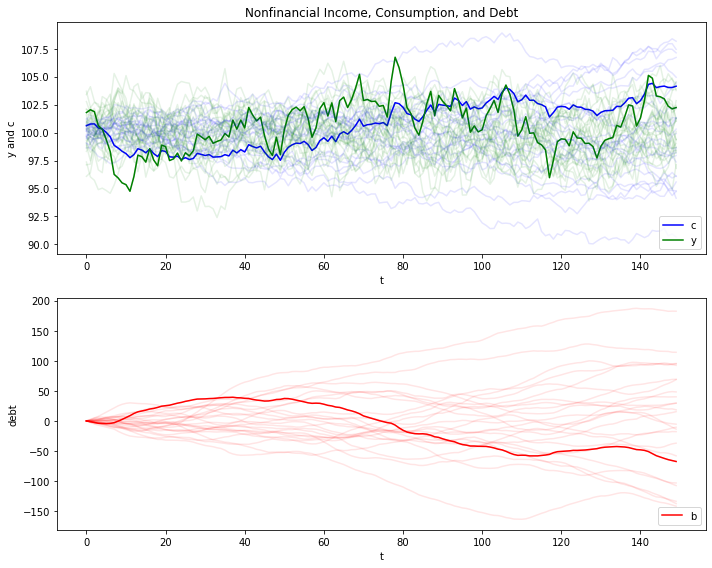 Nonfinancial Income, Consumption, and Debt
107.5
105.0
102.5
100.0
97.5
95.0
92.5
90.0
y and c
c
y
0 20 40 60 80 100 120 140
t
200
150
100
50
0
−50
−100
−150
debt
b
0 20 40 60 80 100 120 140
t